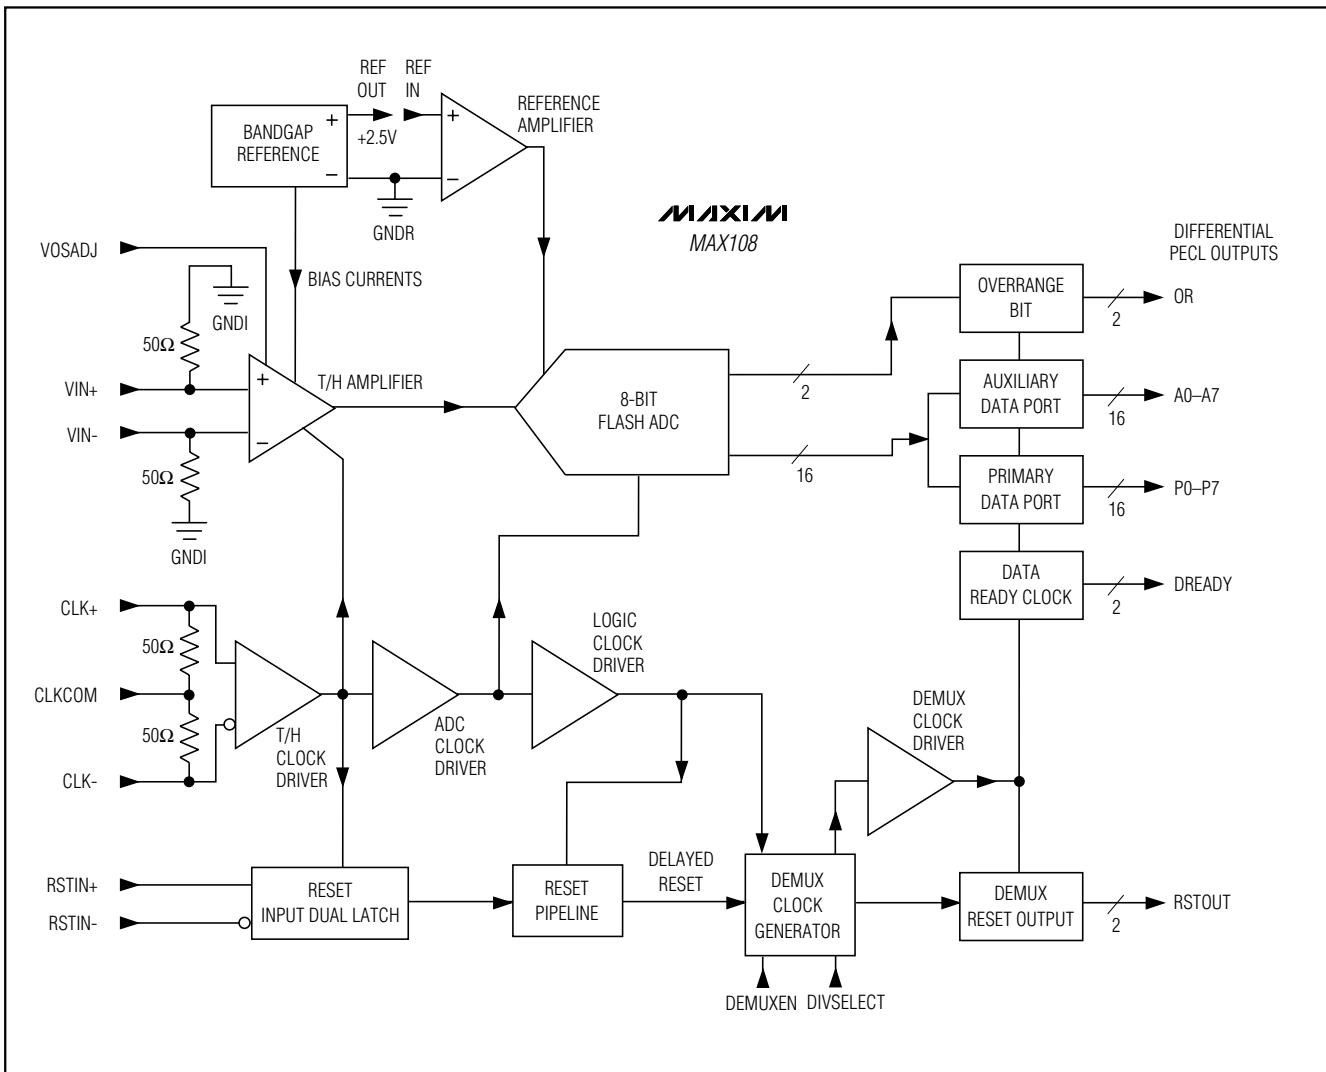 REF
OUT
REF
IN
REFERENCE
AMPLIFIER
BANDGAP
REFERENCE
+
−
+2.5V
+
−
GNDR
MAXIM
MAX108
DIFFERENTIAL
PECL OUTPUTS
VOSADJ
BIAS CURRENTS
GNDI
50Ω
VIN+
+
T/H AMPLIFIER
VIN-
−
50Ω
GNDI
8-BIT
FLASH ADC
2
16
OVERRANGE
BIT
2
OR
AUXILIARY
DATA PORT
16
A0–A7
PRIMARY
DATA PORT
16
P0–P7
DATA
READY CLOCK
2
DREADY
CLK+
50Ω
CLKCOM
50Ω
CLK-
T/H
CLOCK
DRIVER
ADC
CLOCK
DRIVER
LOGIC
CLOCK
DRIVER
DEMUX
CLOCK
DRIVER
RSTIN+
RSTIN-
RESET
INPUT DUAL LATCH
RESET
PIPELINE
DELAYED
RESET
DEMUX
CLOCK
GENERATOR
DEMUX
RESET OUTPUT
2
RSTOUT
DEMUXEN
DIVSELECT